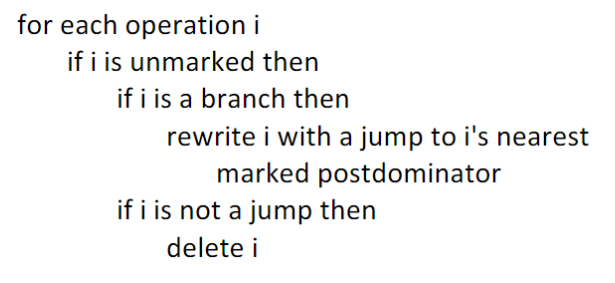 for each operation i
if i is unmarked then
if i is a branch then
rewrite i with a jump to i's nearest
marked postdominator
if i is not a jump then
delete i